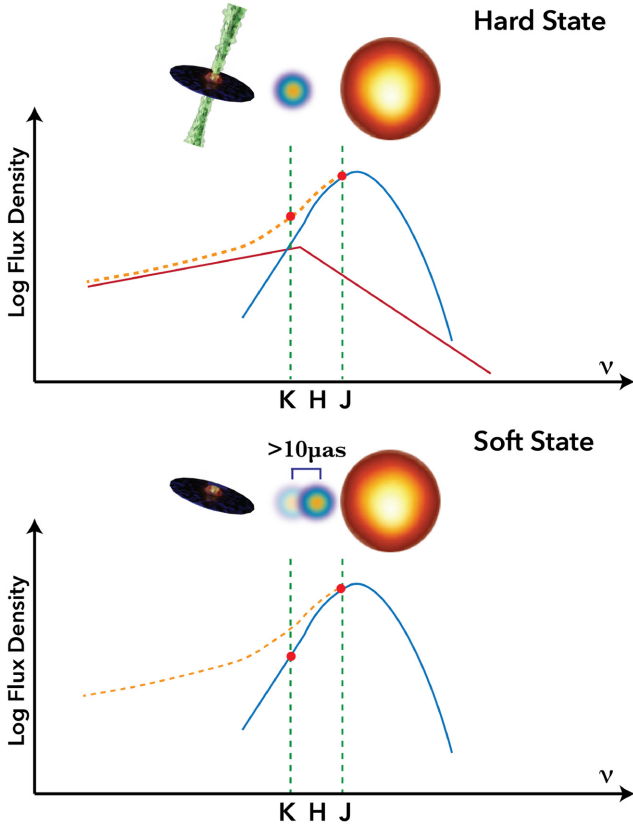 Hard State
Log Flux Density
ν
K H J
Soft State
>10μas
Log Flux Density
ν
K H J